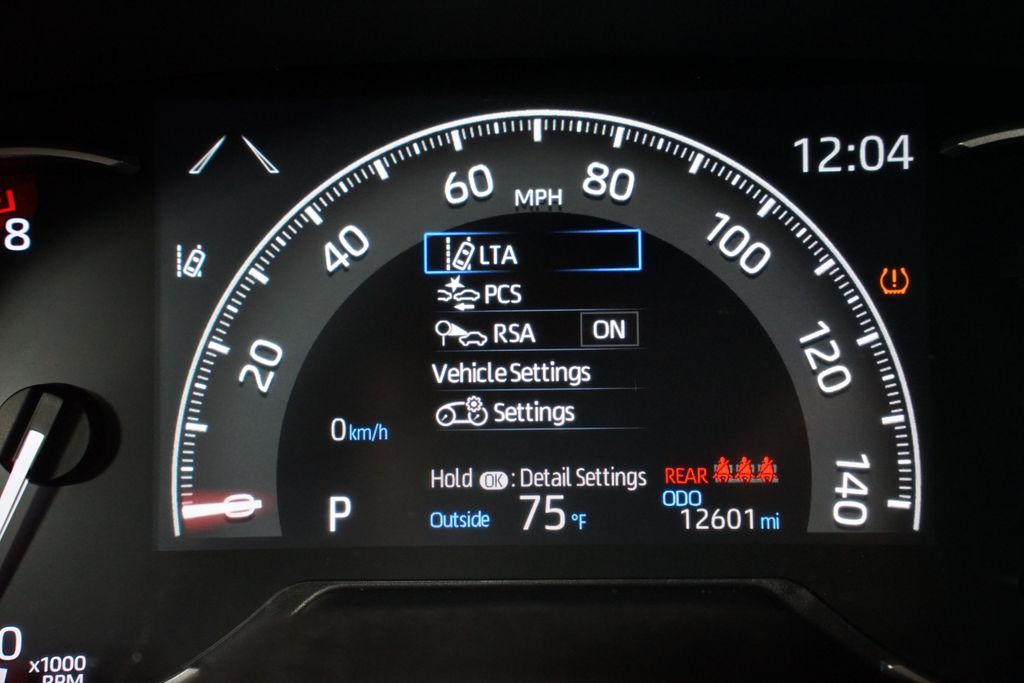 12:04
60
MPH
80
8
40
100
LTA
PCS
RSA ON
20
120
Vehicle Settings
Settings
0 km/h
Hold OK : Detail Settings
REAR
140
ODO
0
P
Outside 75 °F
12601 mi
0
x1000
RPM